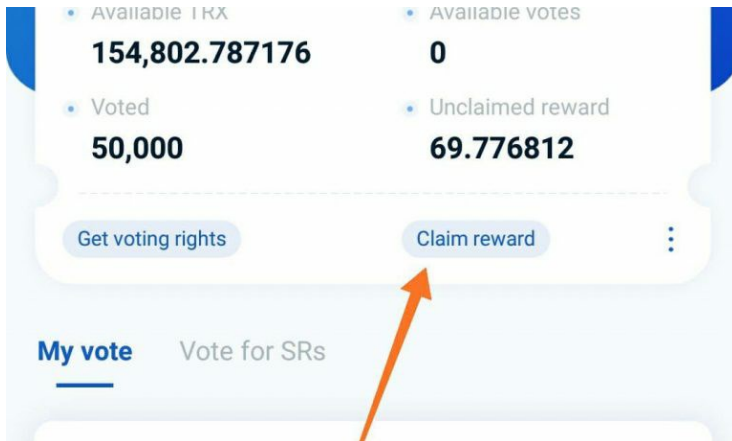 Available TRX
Available votes
154,802.787176
0
Voted
Unclaimed reward
50,000
69.776812
Get voting rights
Claim reward
My vote
Vote for SRs